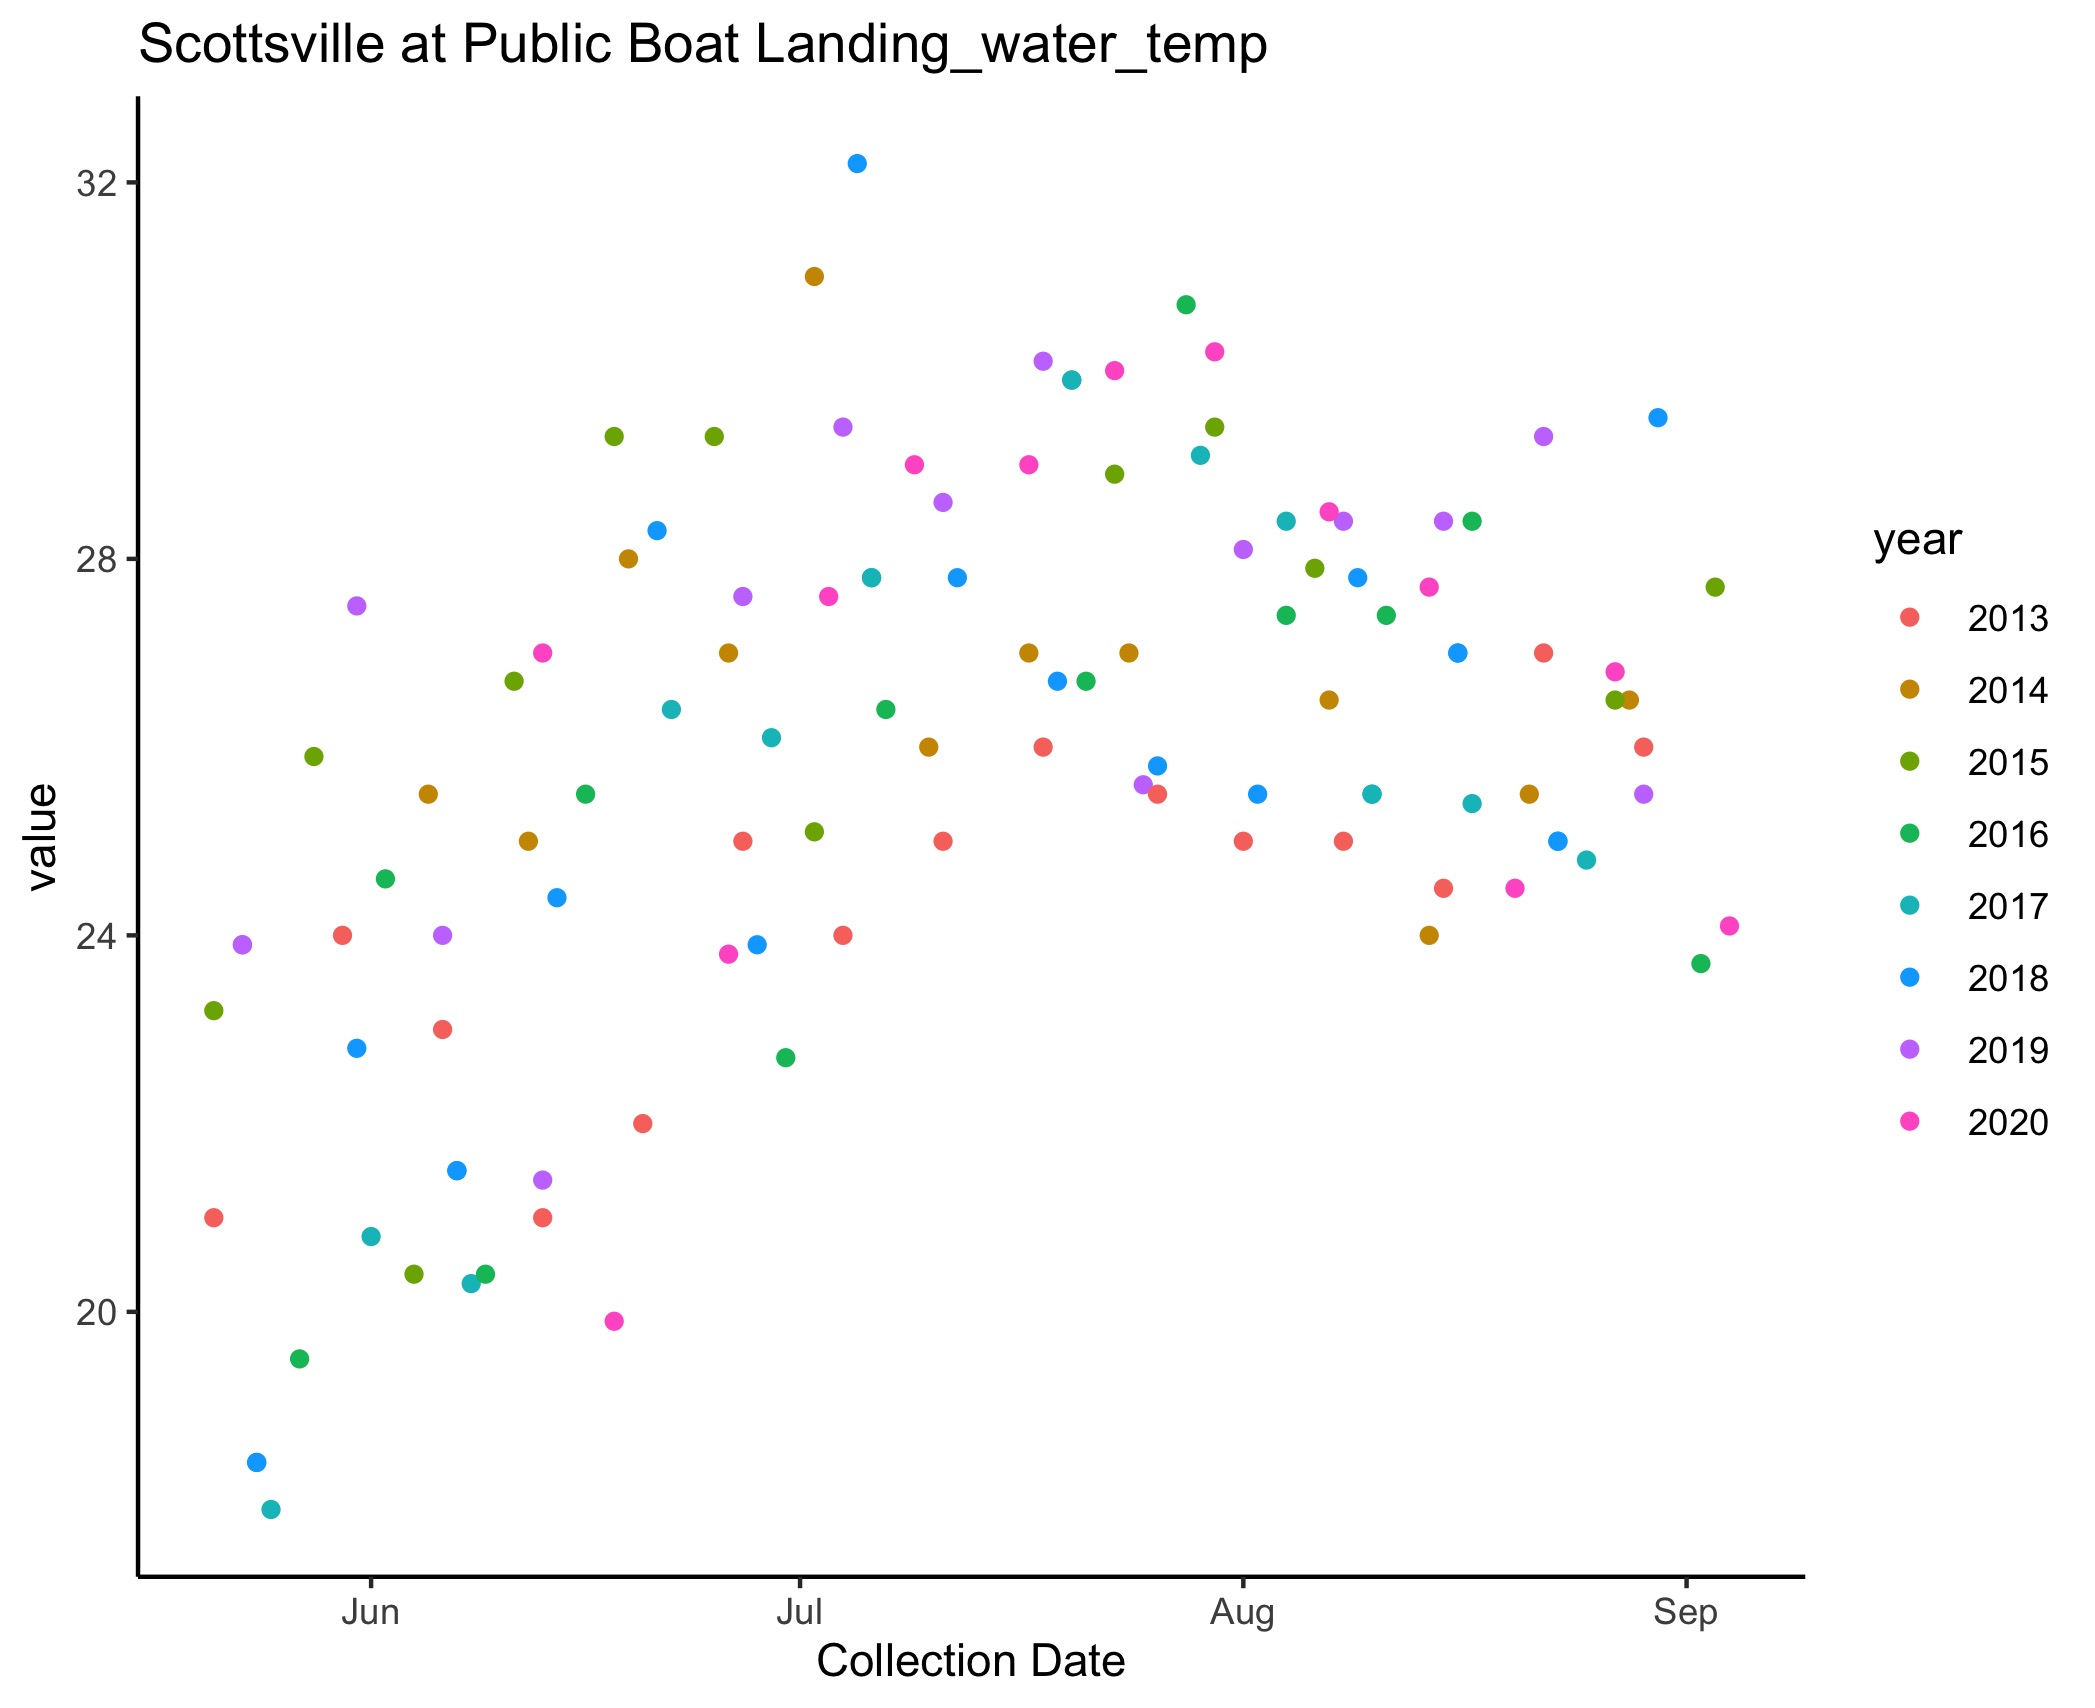 Scottsville at Public Boat Landing_water_temp
32
28
24
20
value
Jun Jul Aug Sep
Collection Date
year
2013
2014
2015
2016
2017
2018
2019
2020